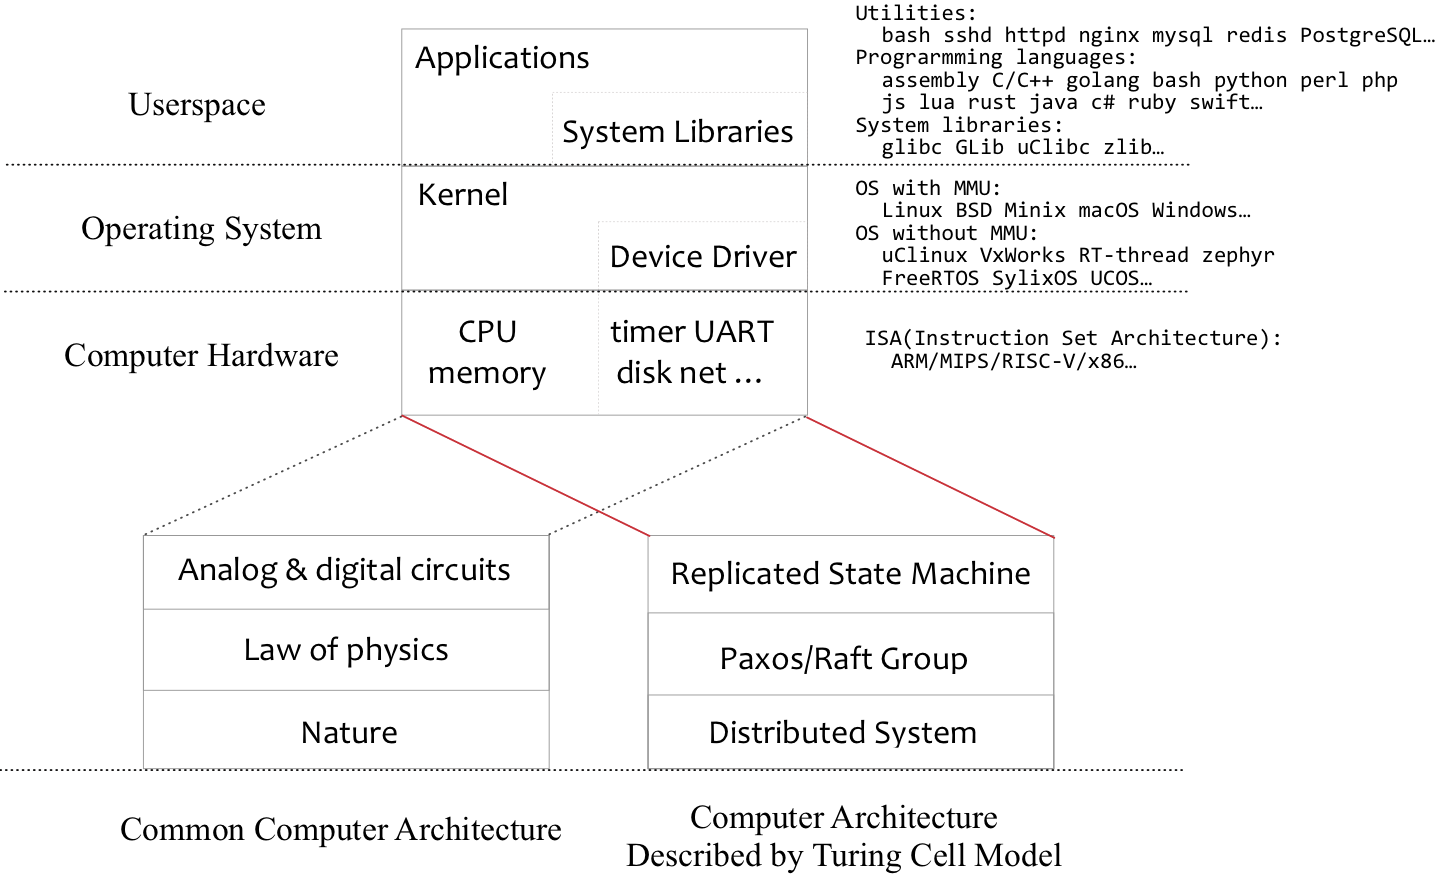 Utilities:
bash sshd httpd nginx mysql redis PostgreSQL…
Programming languages:
assembly C/C++ golang bash python perl php
js lua rust java c# ruby swift…
System libraries:
glibc GLib uClibc zlib…
Userspace
Applications
System Libraries
Operating System
Kernel
Device Driver
OS with MMU:
Linux BSD Minix macOS Windows…
OS without MMU:
uClinux VxWorks RT-thread zephyr
FreeRTOS SylixOS UCOS…
Computer Hardware
CPU
memory
timer UART
disk net …
ISA(Instruction Set Architecture):
ARM/MIPS/RISC-V/x86…
Analog & digital circuits
Law of physics
Nature
Replicated State Machine
Paxos/Raft Group
Distributed System
Common Computer Architecture
Computer Architecture
Described by Turing Cell Model